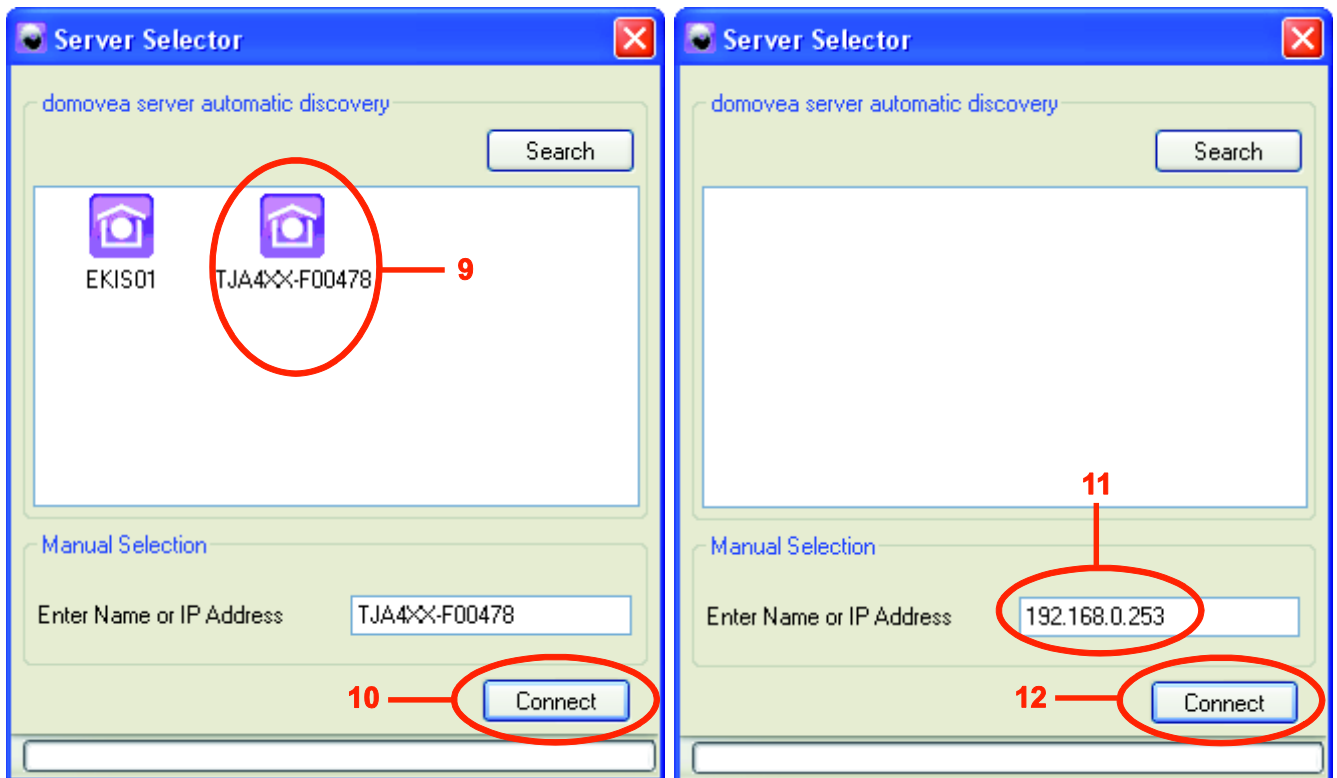 Server Selector
domovea server automatic discovery
Search
EKIS01
TJA4XX-F00478
9
Manual Selection
Enter Name or IP Address
TJA4XX-F00478
10
Connect
Server Selector
domovea server automatic discovery
Search
11
Manual Selection
Enter Name or IP Address
192.168.0.253
12
Connect